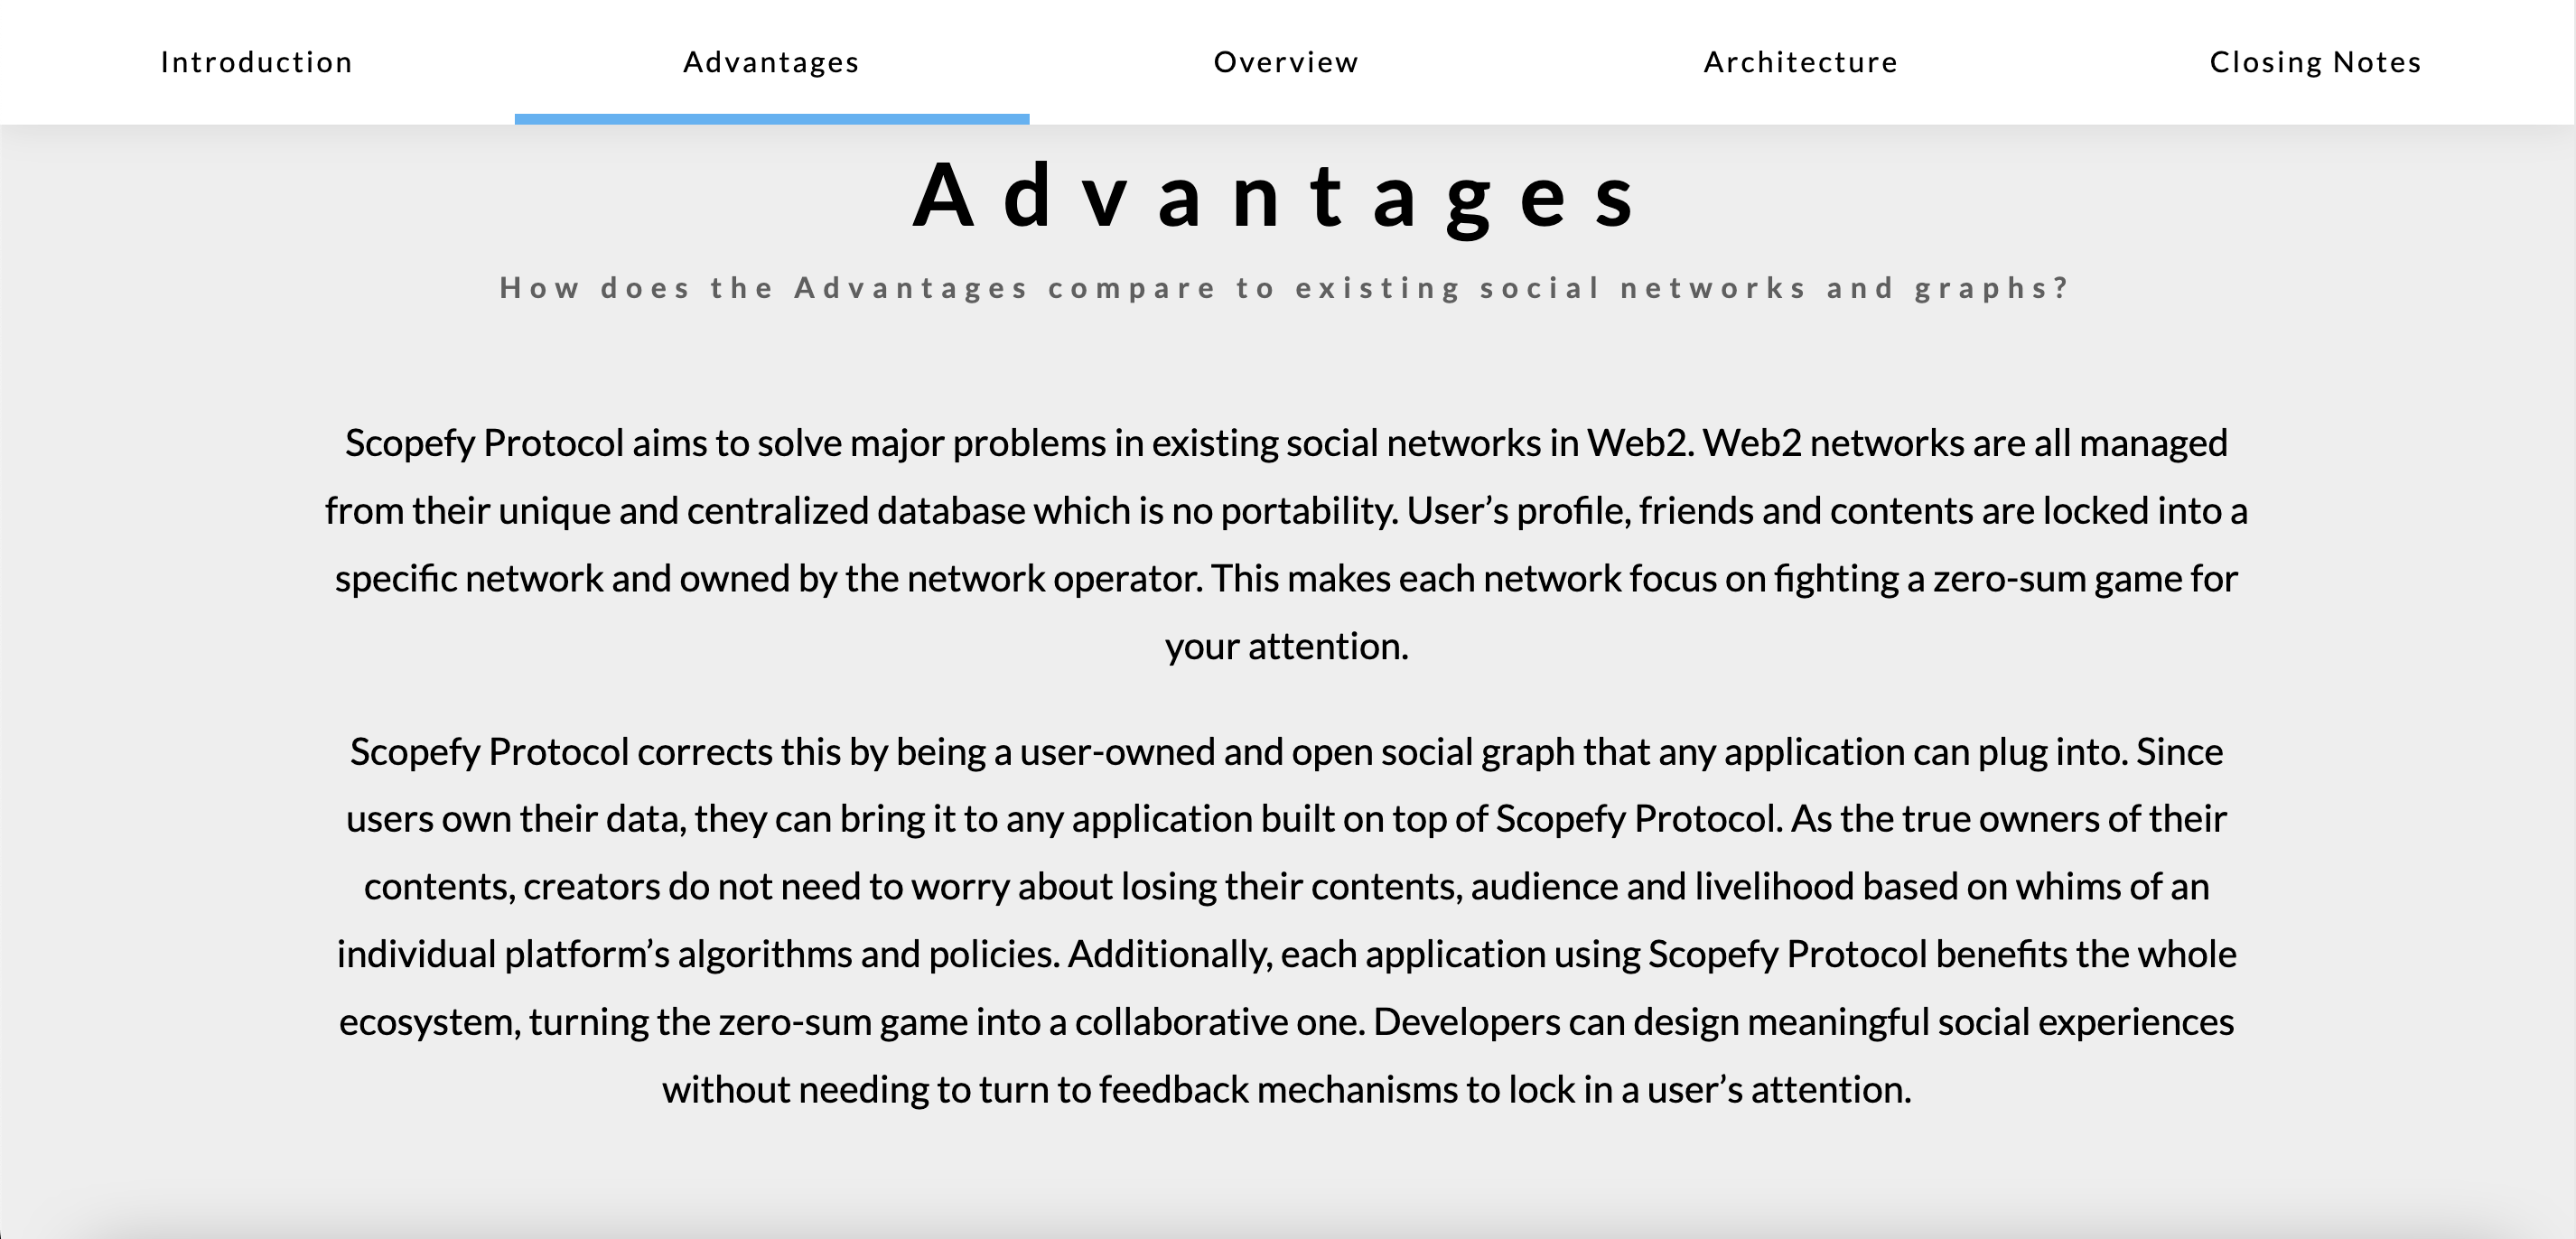 Introduction
Advantages
Overview
Architecture
Closing Notes
Advantages
How does the Advantages compare to existing social networks and graphs?
Scopefy Protocol aims to solve major problems in existing social networks in Web2. Web2 networks are all managed
from their unique and centralized database which is no portability. User’s profile, friends and contents are locked into a
specific network and owned by the network operator. This makes each network focus on fighting a zero-sum game for
your attention.
Scopefy Protocol corrects this by being a user-owned and open social graph that any application can plug into. Since
users own their data, they can bring it to any application built on top of Scopefy Protocol. As the true owners of their
contents, creators do not need to worry about losing their contents, audience and livelihood based on whims of an
individual platform’s algorithms and policies. Additionally, each application using Scopefy Protocol benefits the whole
ecosystem, turning the zero-sum game into a collaborative one. Developers can design meaningful social experiences
without needing to turn to feedback mechanisms to lock in a user’s attention.